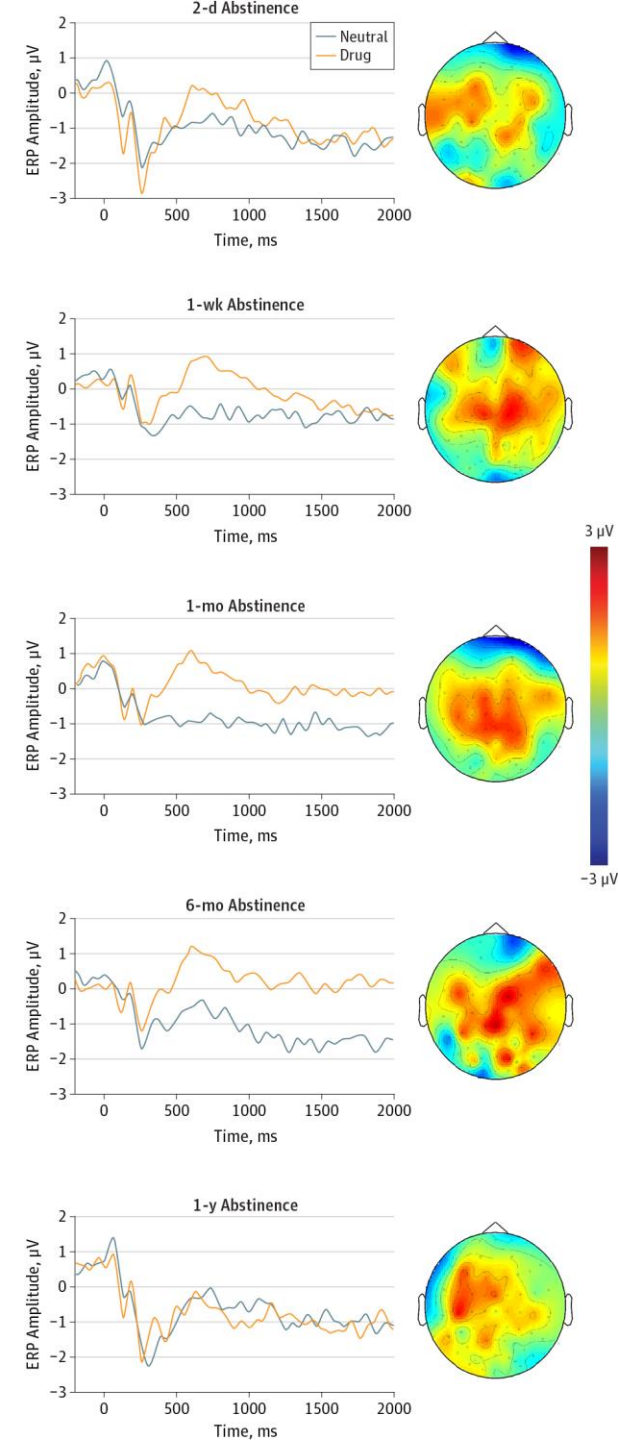 2-d Abstinence
Neutral
Drug
ERP Amplitude, µV
2
1
0
−1
−2
−3
0 500 1000 1500 2000
Time, ms
1-wk Abstinence
ERP Amplitude, µV
2
1
0
−1
−2
−3
0 500 1000 1500 2000
Time, ms
3 µV
−3 µV
1-mo Abstinence
ERP Amplitude, µV
2
1
0
−1
−2
−3
0 500 1000 1500 2000
Time, ms
6-mo Abstinence
ERP Amplitude, µV
2
1
0
−1
−2
−3
0 500 1000 1500 2000
Time, ms
1-y Abstinence
ERP Amplitude, µV
2
1
0
−1
−2
−3
0 500 1000 1500 2000
Time, ms